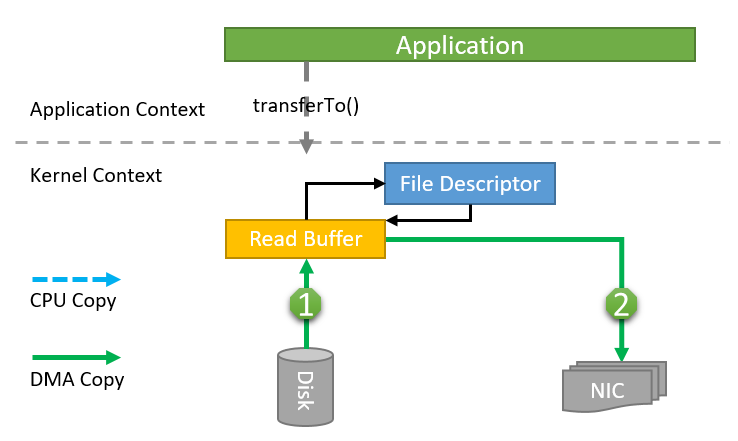 Application
Application Context
transferTo()
Kernel Context
File Descriptor
Read Buffer
CPU Copy
1
2
DMA Copy
Disk
NIC